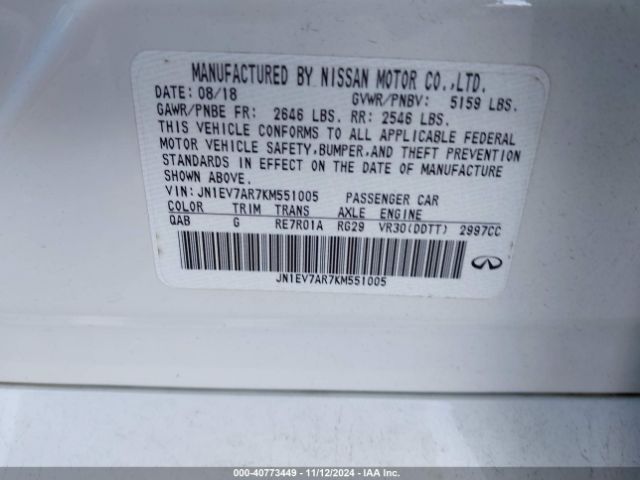 MANUFACTURED BY NISSAN MOTOR CO.,LTD.
DATE: 08/18 GVWR/PNBV: 5159 LBS.
GAWR/PNBE FR: 2646 LBS. RR: 2546 LBS.
THIS VEHICLE CONFORMS TO ALL APPLICABLE FEDERAL
MOTOR VEHICLE SAFETY,BUMPER,AND THEFT PREVENTION
STANDARDS IN EFFECT ON THE DATE OF MANUFACTURE
SHOWN ABOVE.
VIN: JN1EV7AR7KM551005 PASSENGER CAR
COLOR TRIM TRANS AXLE ENGINE
QAB G RE7R01A RG29 VR30(DDTT) 2997CC
JN1EV7AR7KM551005
000-40773449 - 11/12/2024 - IAA Inc.